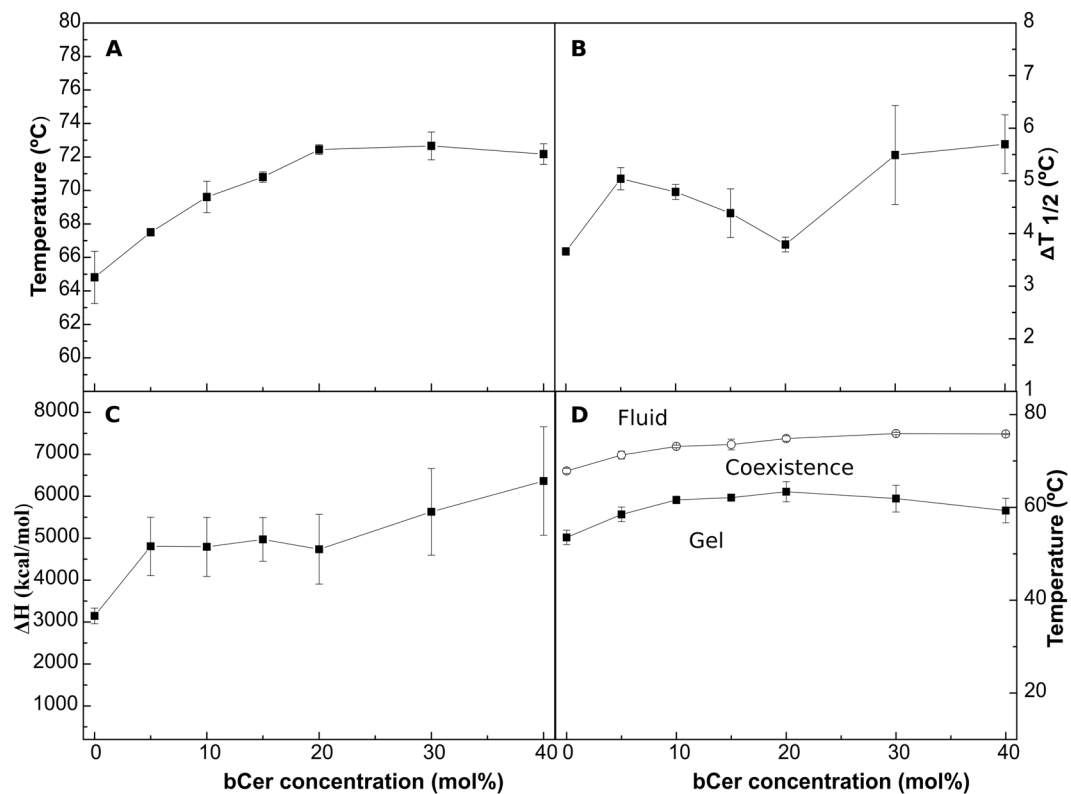 A
80
78
76
74
72
70
68
66
64
62
60
Temperature (ºC)
B
8
7
6
5
4
3
2
1
ΔT 1/2 (ºC)
C
8000
7000
6000
5000
4000
3000
2000
1000
ΔH (kcal/mol)
0 10 20 30 40
bCer concentration (mol%)
D
Fluid
Coexistence
Gel
80
60
40
20
Temperature (ºC)
0 10 20 30 40
bCer concentration (mol%)